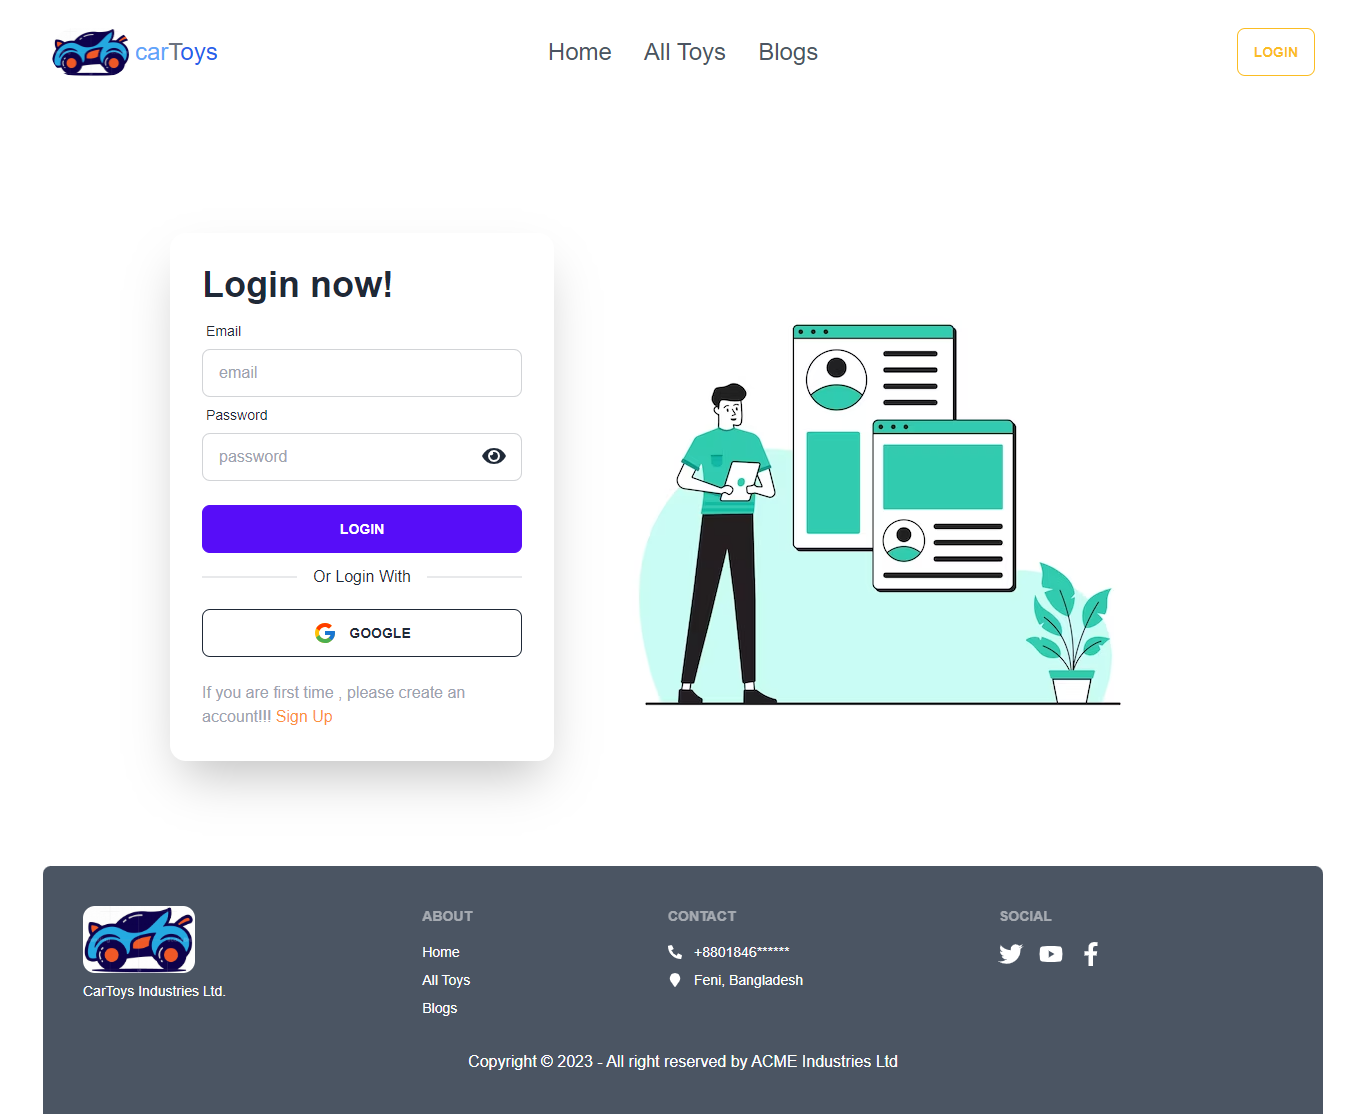 carToys
Home
All Toys
Blogs
LOGIN
Login now!
Email
email
Password
password
LOGIN
Or Login With
GOOGLE
If you are first time , please create an
account!!! Sign Up
CarToys Industries Ltd.
ABOUT
Home
All Toys
Blogs
CONTACT
+8801846******
Feni, Bangladesh
SOCIAL
Copyright © 2023 - All right reserved by ACME Industries Ltd